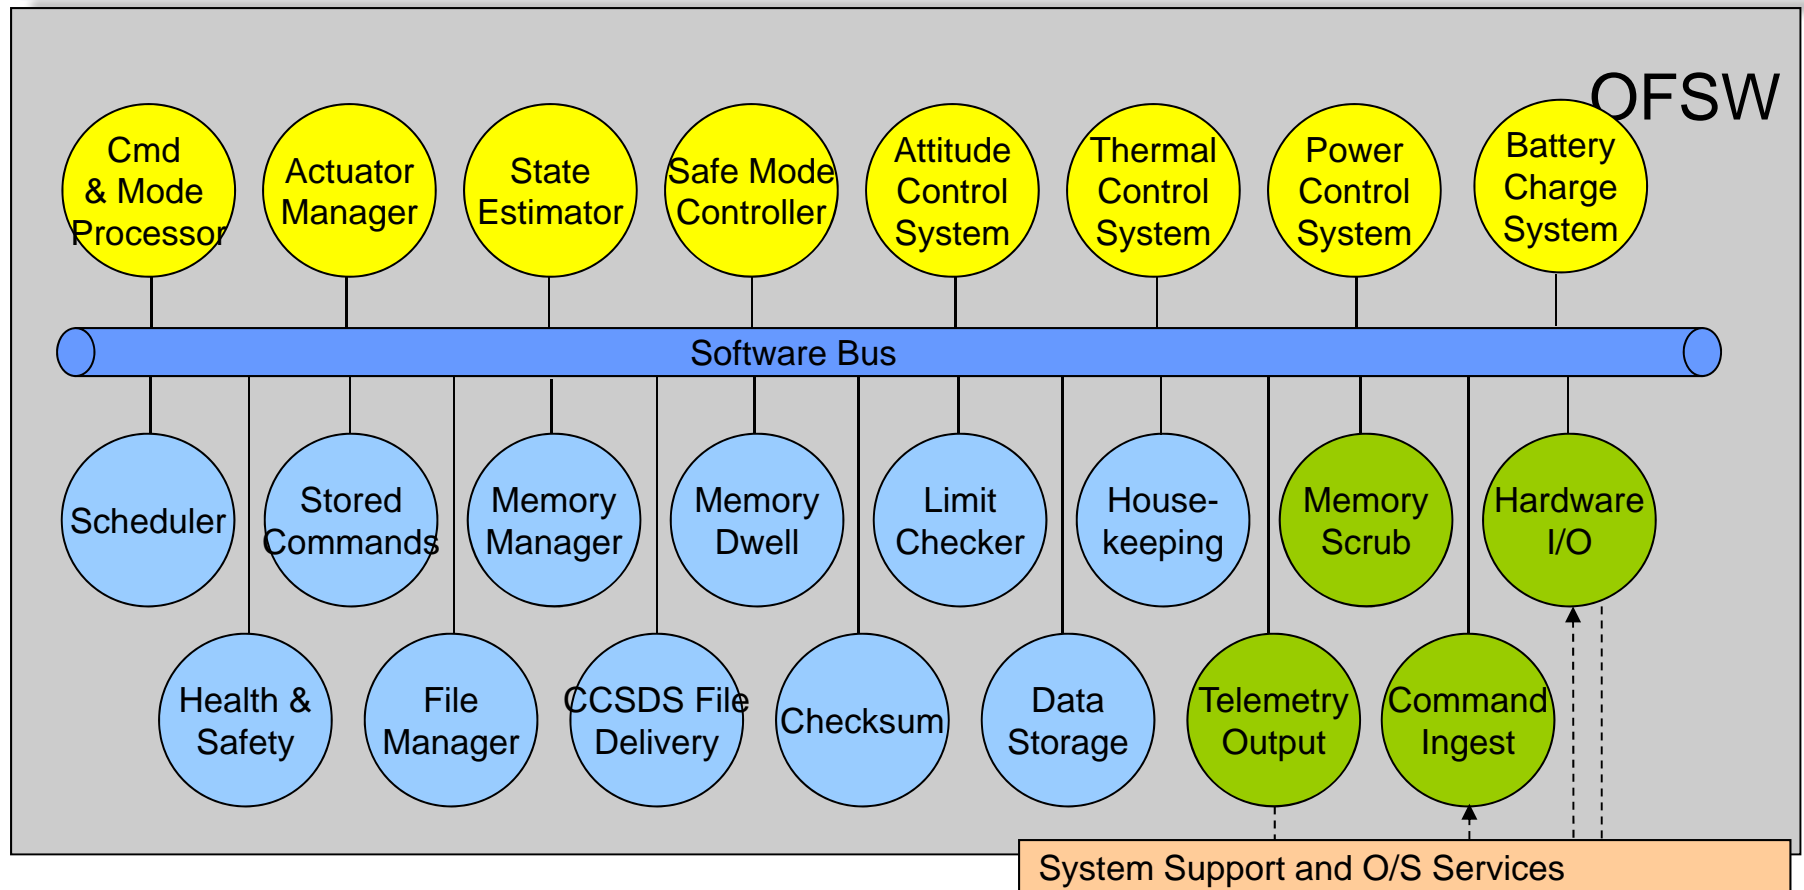 OFSW
Cmd
& Mode
Processor
Actuator
Manager
State
Estimator
Safe Mode
Controller
Attitude
Control
System
Thermal
Control
System
Power
Control
System
Battery
Charge
System
Software Bus
Scheduler
Stored
Commands
Memory
Manager
Memory
Dwell
Limit
Checker
House-
keeping
Memory
Scrub
Hardware
I/O
Health &
Safety
File
Manager
CCSDS File
Delivery
Checksum
Data
Storage
Telemetry
Output
Command
Ingest
System Support and O/S Services